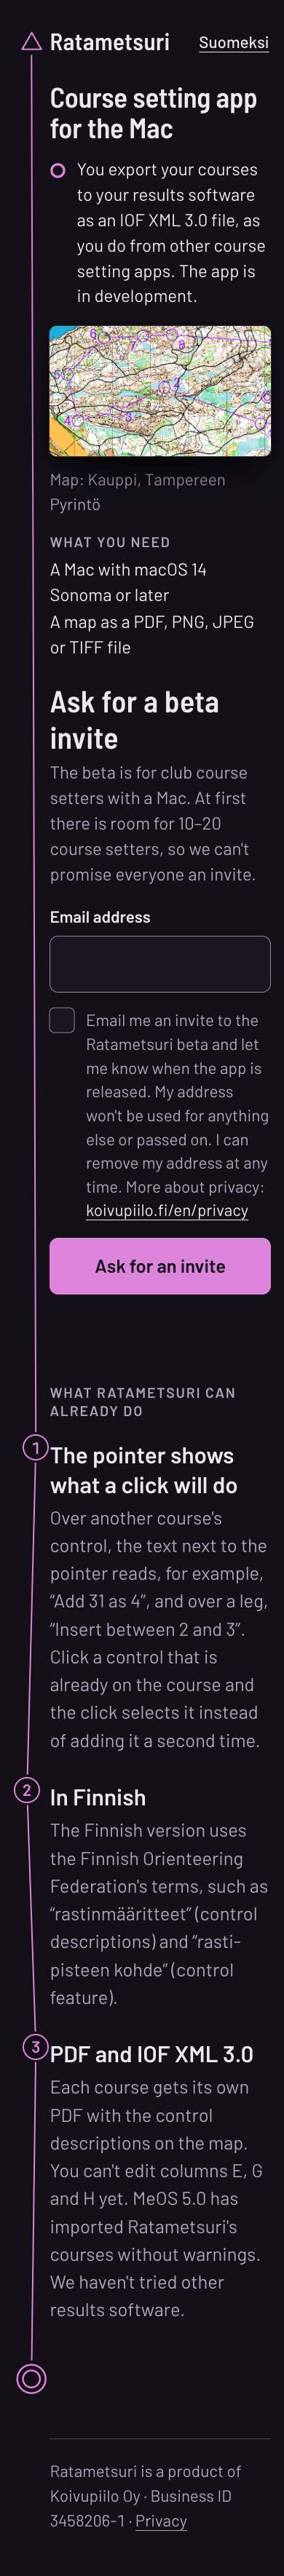 Ratametsuri Suomeksi
Course setting app
for the Mac
You export your courses
to your results software
as an IOF XML 3.0 file, as
you do from other course
setting apps. The app is
in development.
6 7 8
5 2
4 3
Map: Kauppi, Tampereen
Pyrintö
WHAT YOU NEED
A Mac with macOS 14
Sonoma or later
A map as a PDF, PNG, JPEG
or TIFF file
Ask for a beta
invite
The beta is for club course
setters with a Mac. At first
there is room for 10–20
course setters, so we can't
promise everyone an invite.
Email address
Email me an invite to the
Ratametsuri beta and let
me know when the app is
released. My address
won't be used for anything
else or passed on. I can
remove my address at any
time. More about privacy:
koivupiilo.fi/en/privacy
Ask for an invite
WHAT RATAMETSURI CAN
ALREADY DO
1 The pointer shows
what a click will do
Over another course's
control, the text next to the
pointer reads, for example,
“Add 31 as 4”, and over a leg,
“Insert between 2 and 3”.
Click a control that is
already on the course and
the click selects it instead
of adding it a second time.
2 In Finnish
The Finnish version uses
the Finnish Orienteering
Federation's terms, such as
“rastinmääritteet” (control
descriptions) and “rasti-
pisteen kohde” (control
feature).
3 PDF and IOF XML 3.0
Each course gets its own
PDF with the control
descriptions on the map.
You can't edit columns E, G
and H yet. MeOS 5.0 has
imported Ratametsuri's
courses without warnings.
We haven't tried other
results software.
Ratametsuri is a product of
Koivupiilo Oy · Business ID
3458206-1 · Privacy